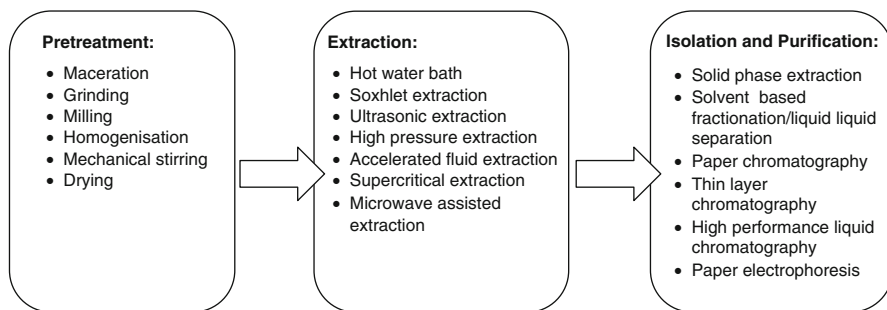 Pretreatment:
• Maceration
• Grinding
• Milling
• Homogenisation
• Mechanical stirring
• Drying
Extraction:
• Hot water bath
• Soxhlet extraction
• Ultrasonic extraction
• High pressure extraction
• Accelerated fluid extraction
• Supercritical extraction
• Microwave assisted
extraction
Isolation and Purification:
• Solid phase extraction
• Solvent based
fractionation/liquid liquid
separation
• Paper chromatography
• Thin layer
chromatography
• High performance liquid
chromatography
• Paper electrophoresis